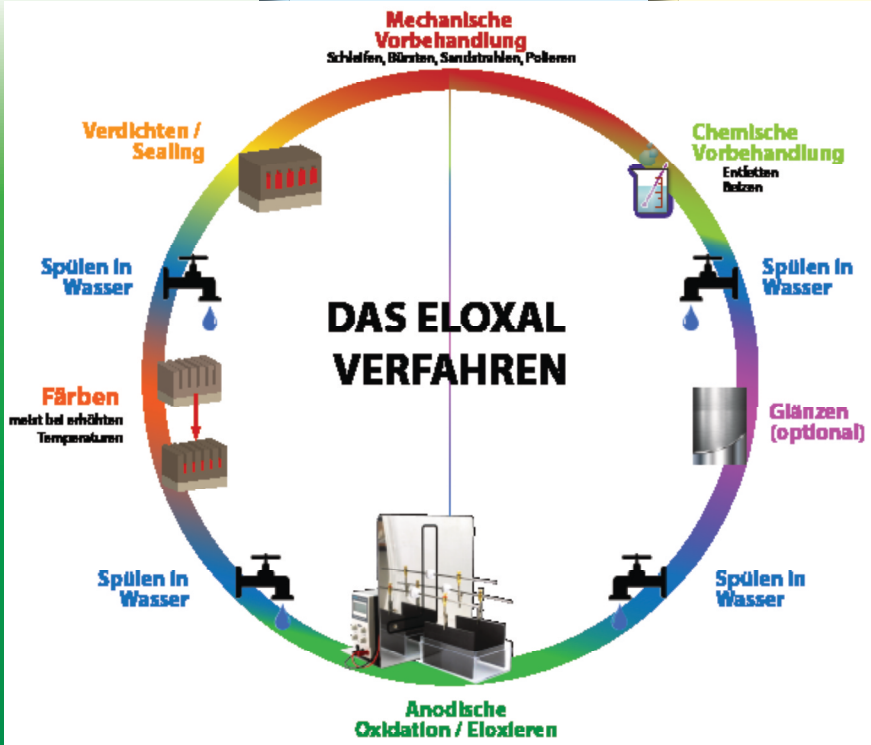 Mechanische
Vorbehandlung
Schleifen, Bürsten, Sandstrahlen, Polieren
Chemische
Vorbehandlung
Entfetten
Beizen
Spülen in
Wasser
Glänzen
(optional)
Spülen in
Wasser
Anodische
Oxidation / Eloxieren
Spülen in
Wasser
Färben
meist bei erhöhten
Temperaturen
Spülen in
Wasser
Verdichten /
Sealing
DAS ELOXAL
VERFAHREN